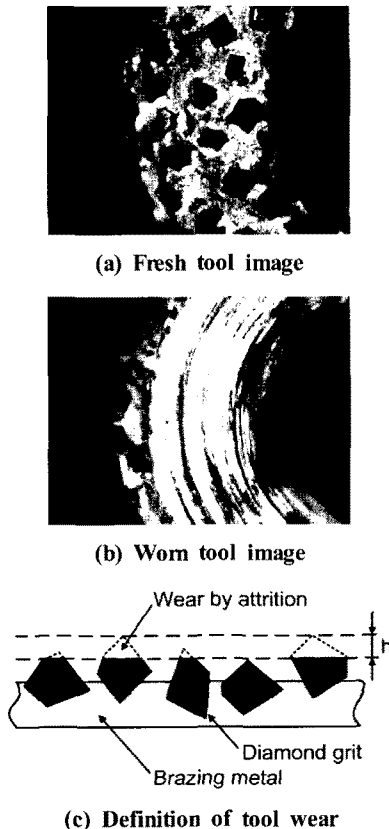 (a) Fresh tool image
(b) Worn tool image
Wear by attrition
h
Diamond grit
Brazing metal
(c) Definition of tool wear